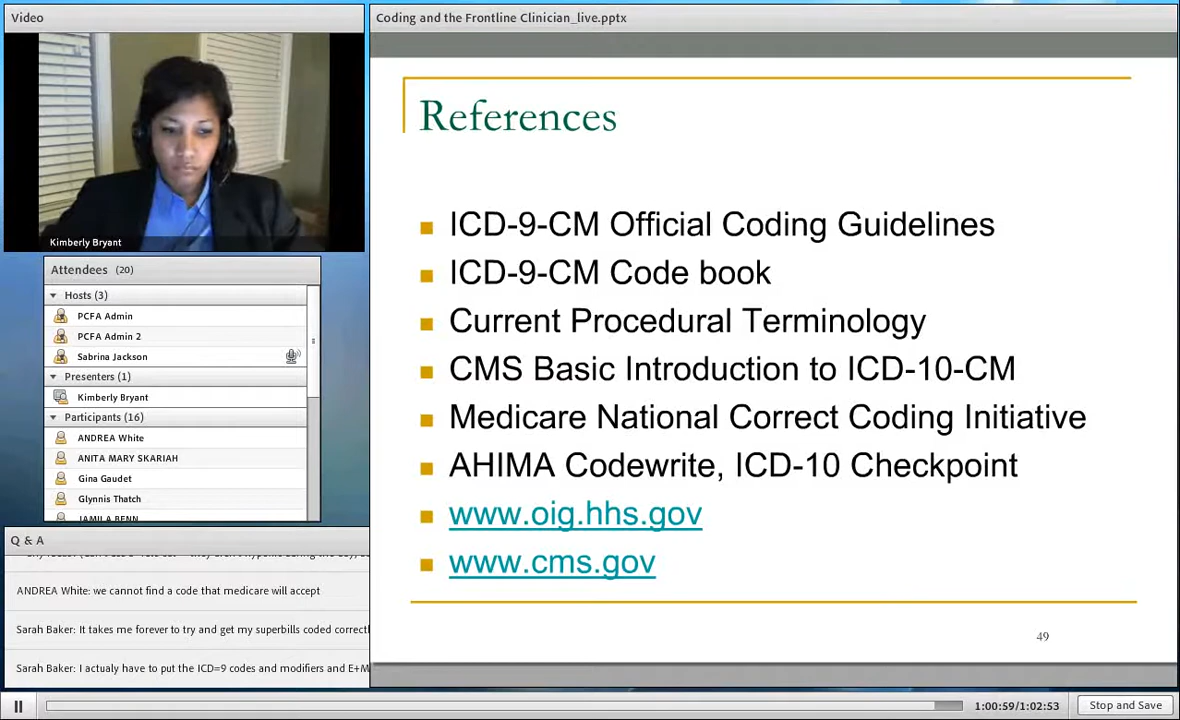 Video
Coding and the Frontline Clinician_live.pptx
Kimberly Bryant
Attendees (20)
Hosts (3)
PCFA Admin
PCFA Admin 2
Sabrina Jackson
Presenters (1)
Kimberly Bryant
Participants (16)
ANDREA White
ANITA MARY SKARIAH
Gina Gaudet
Glynnis Thatch
JAMILA BENN
Q & A
ANDREA White: we cannot find a code that medicare will accept
Sarah Baker: It takes me forever to try and get my superbills coded correctl
Sarah Baker: I actualy have to put the ICD=9 codes and modifiers and E+M
References
ICD-9-CM Official Coding Guidelines
ICD-9-CM Code book
Current Procedural Terminology
CMS Basic Introduction to ICD-10-CM
Medicare National Correct Coding Initiative
AHIMA Codewrite, ICD-10 Checkpoint
www.oig.hhs.gov
www.cms.gov
49
1:00:59/1:02:53
Stop and Save